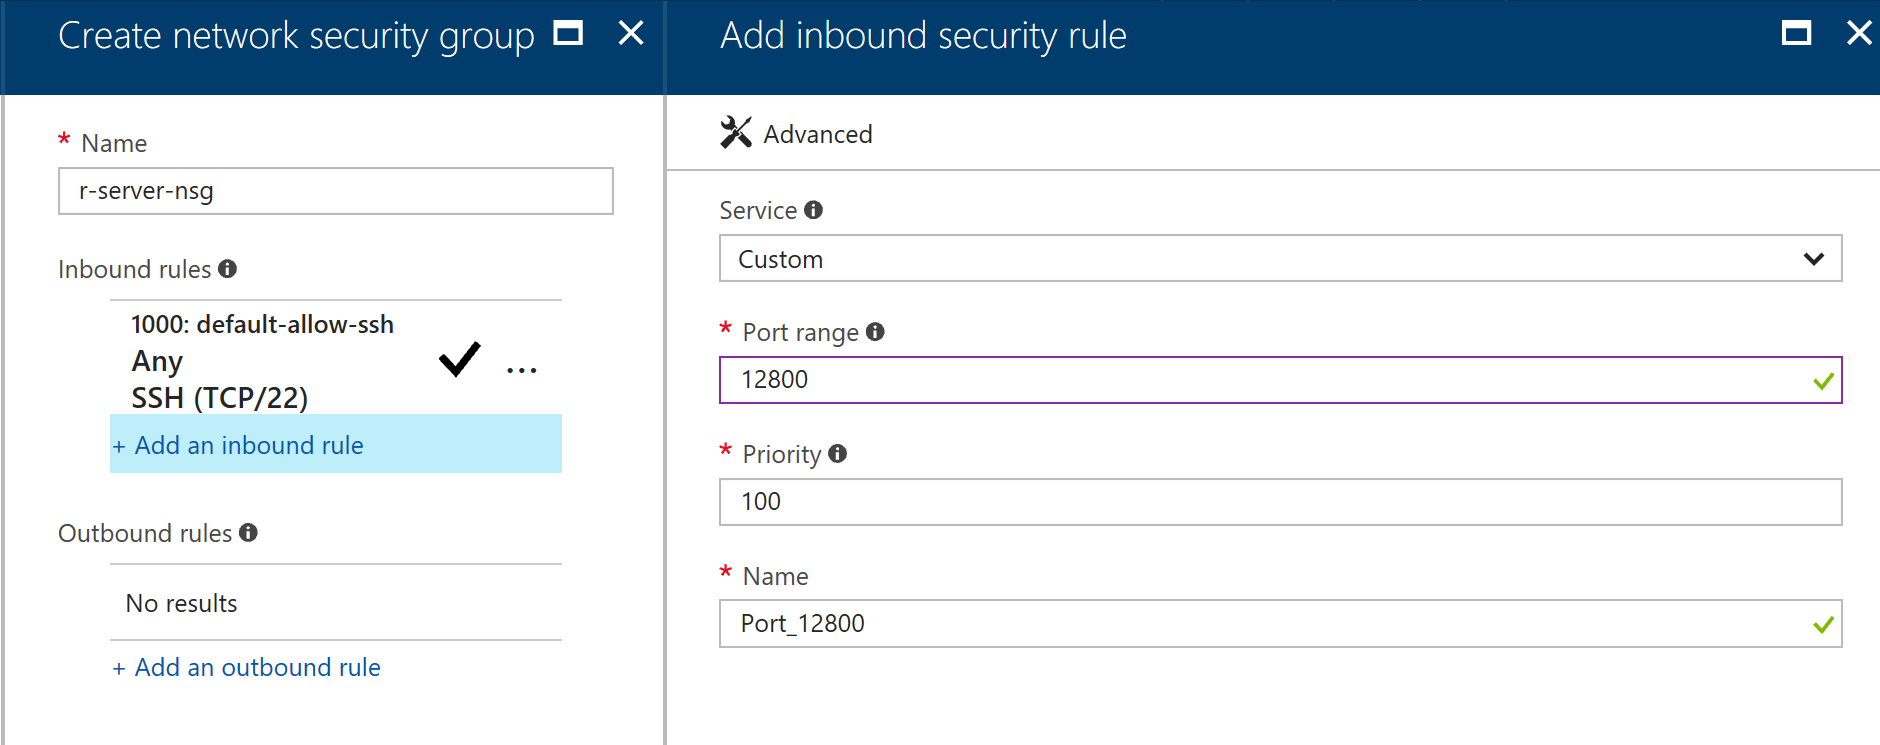 Create network security group
* Name
r-server-nsg
Inbound rules
1000: default-allow-ssh
Any
SSH (TCP/22)
...
+ Add an inbound rule
Outbound rules
No results
+ Add an outbound rule
Add inbound security rule
Advanced
Service
Custom
* Port range
12800
* Priority
100
* Name
Port_12800